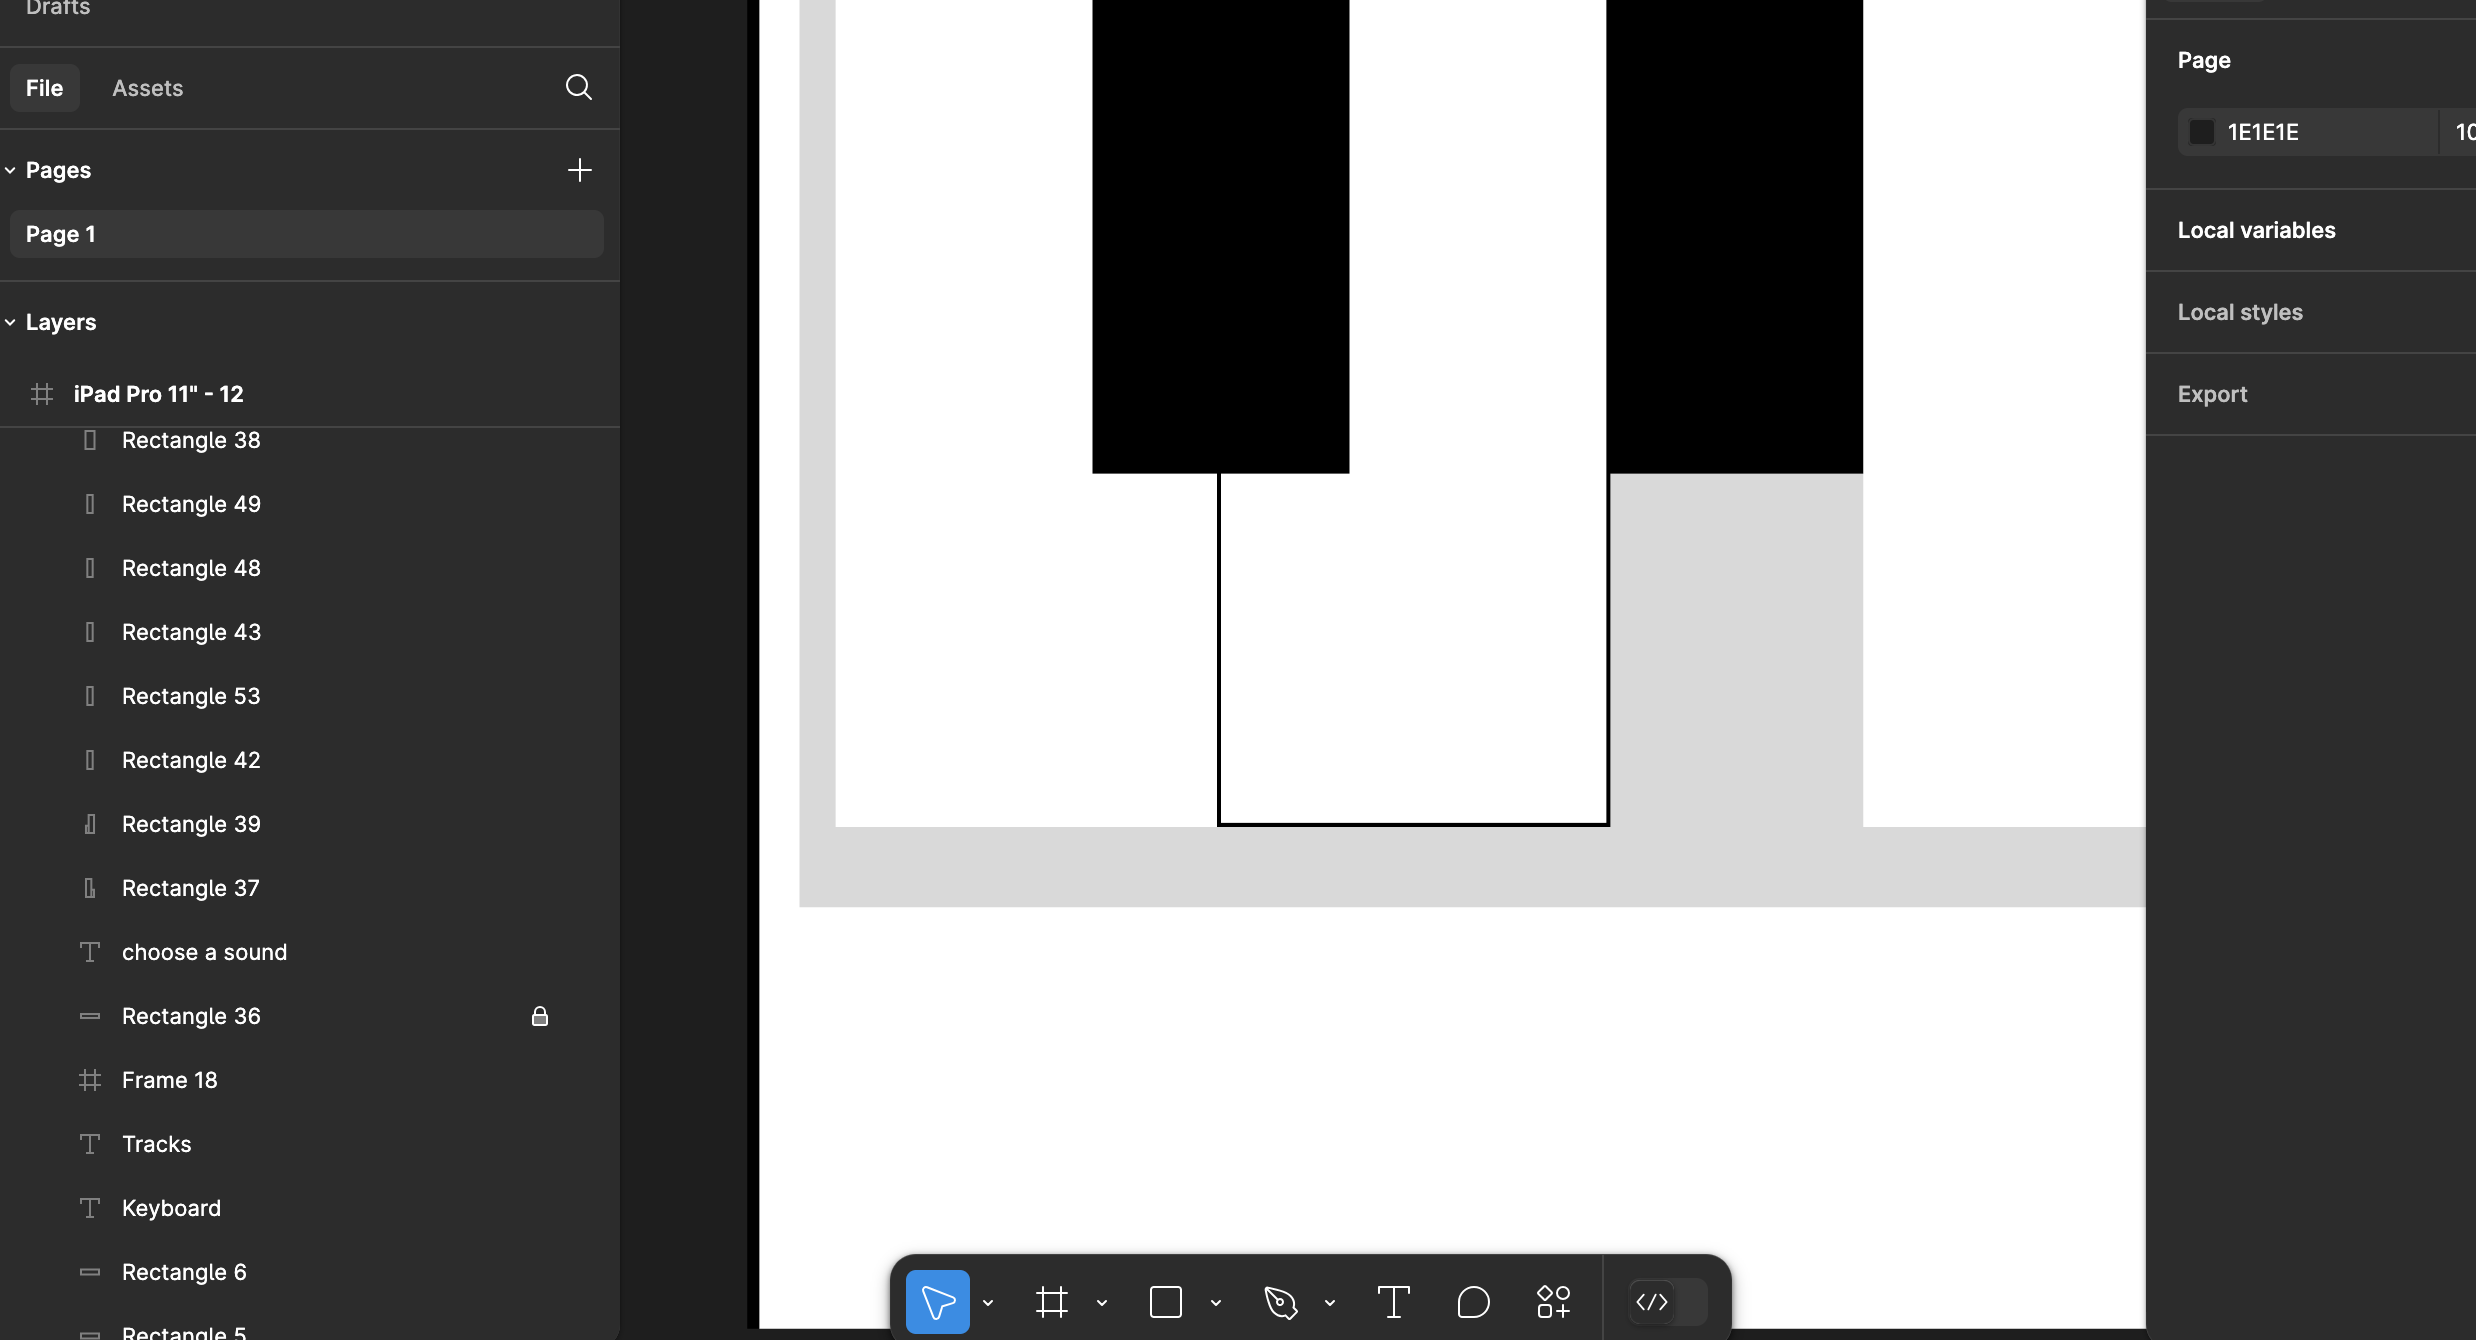 Drafts
File
Assets
Pages
Page 1
Layers
iPad Pro 11" - 12
Rectangle 38
Rectangle 49
Rectangle 48
Rectangle 43
Rectangle 53
Rectangle 42
Rectangle 39
Rectangle 37
choose a sound
Rectangle 36
Frame 18
Tracks
Keyboard
Rectangle 6
Rectangle 5
Page
1E1E1E
10
Local variables
Local styles
Export